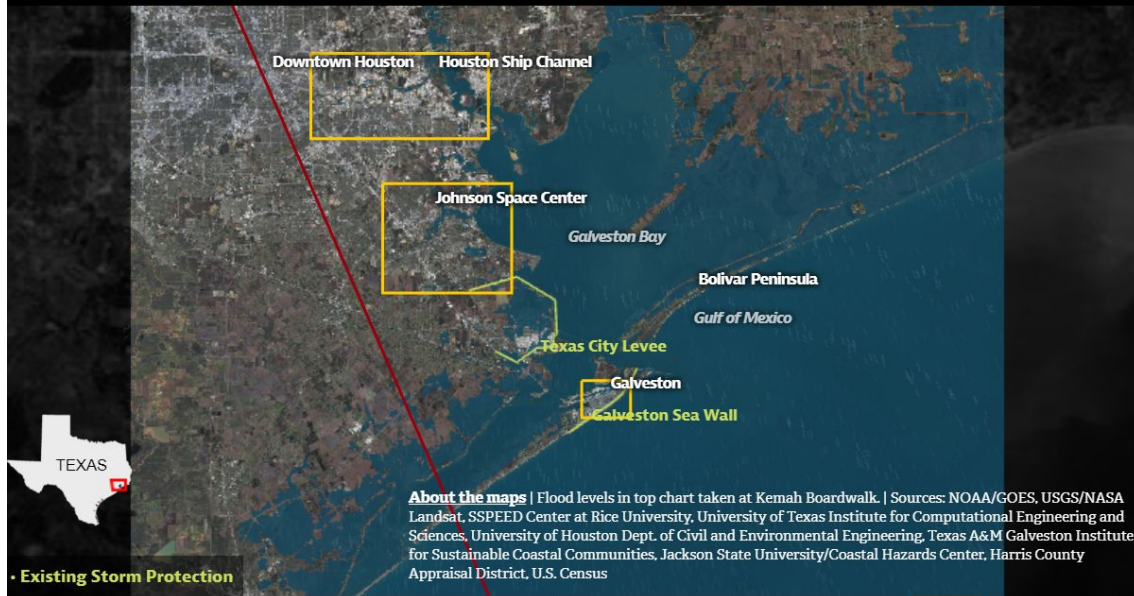 Downtown Houston
Houston Ship Channel
Johnson Space Center
Galveston Bay
Bolivar Peninsula
Gulf of Mexico
Texas City Levee
Galveston
Galveston Sea Wall
TEXAS
About the maps | Flood levels in top chart taken at Kemah Boardwalk. | Sources: NOAA/GOES, USGS/NASA
Landsat, SSPEED Center at Rice University, University of Texas Institute for Computational Engineering and
Sciences, University of Houston Dept. of Civil and Environmental Engineering, Texas A&M Galveston Institute
for Sustainable Coastal Communities, Jackson State University/Coastal Hazards Center, Harris County
Appraisal District, U.S. Census
• Existing Storm Protection